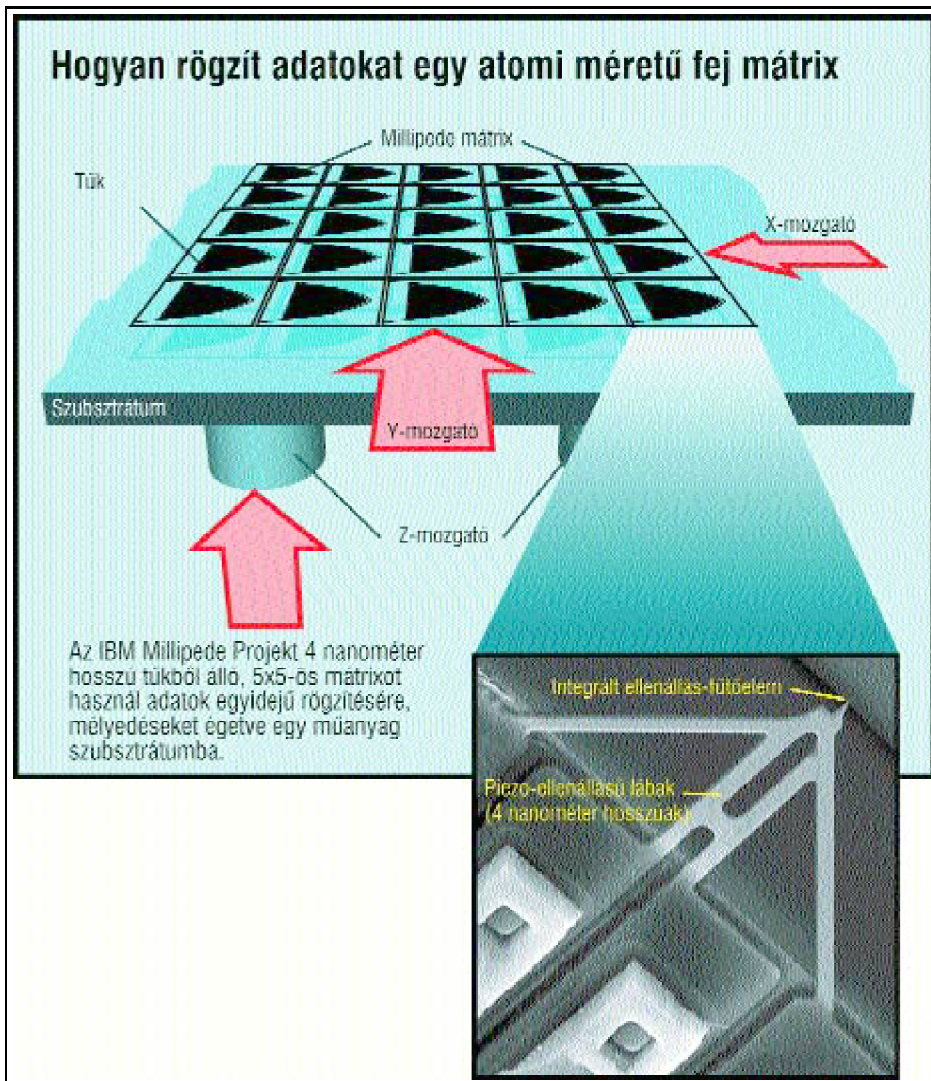 Hogyan rögzít adatokat egy atomi méretű fej mátrix
Millipede mátrix
Tűk
X-mozgató
Szubsztrátum
Y-mozgató
Z-mozgató
Az IBM Millipede Projekt 4 nanométer
hosszú tűkből álló, 5x5-ös mátrixot
használ adatok egyidejű rögzítésére,
mélyedéseket égetve egy műanyag
szubsztrátumba.
Integrált ellenállás-fűtőelem
Piezo-ellenállású lábak
(4 nanométer hosszúak)